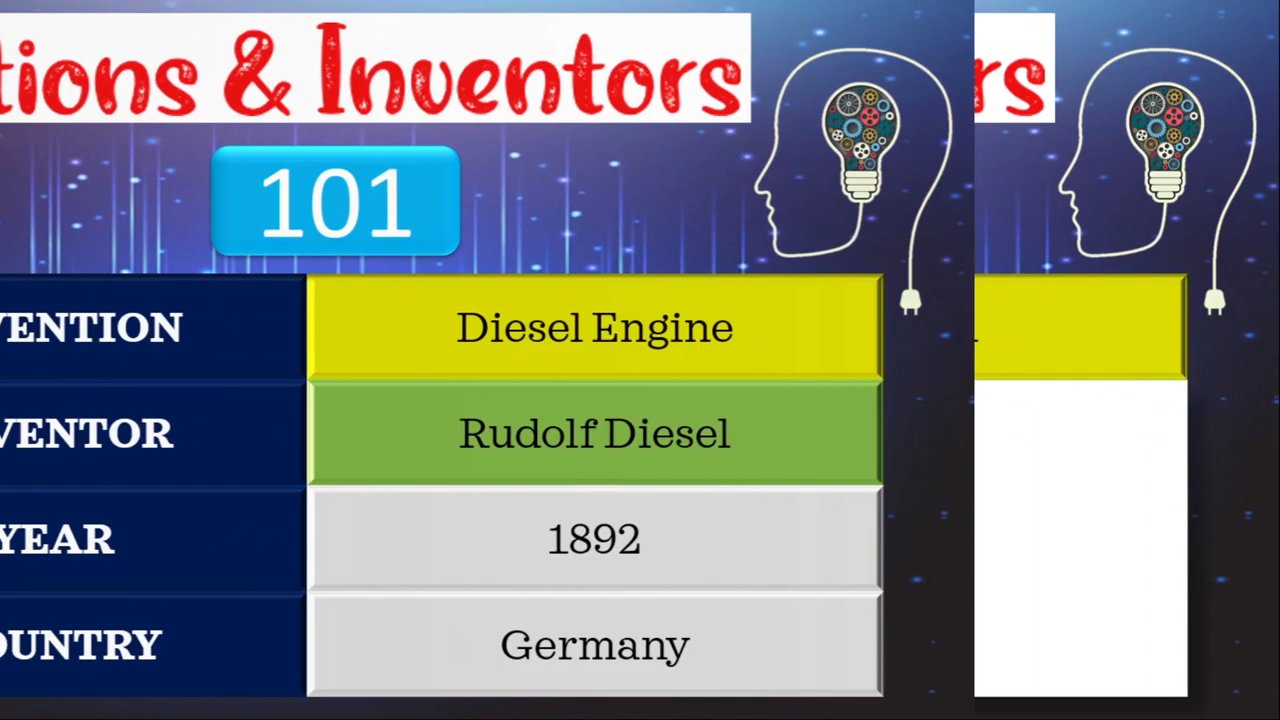 tions & Inventors
rs
101
VENTION Diesel Engine
VENTOR Rudolf Diesel
YEAR 1892
OUNTRY Germany